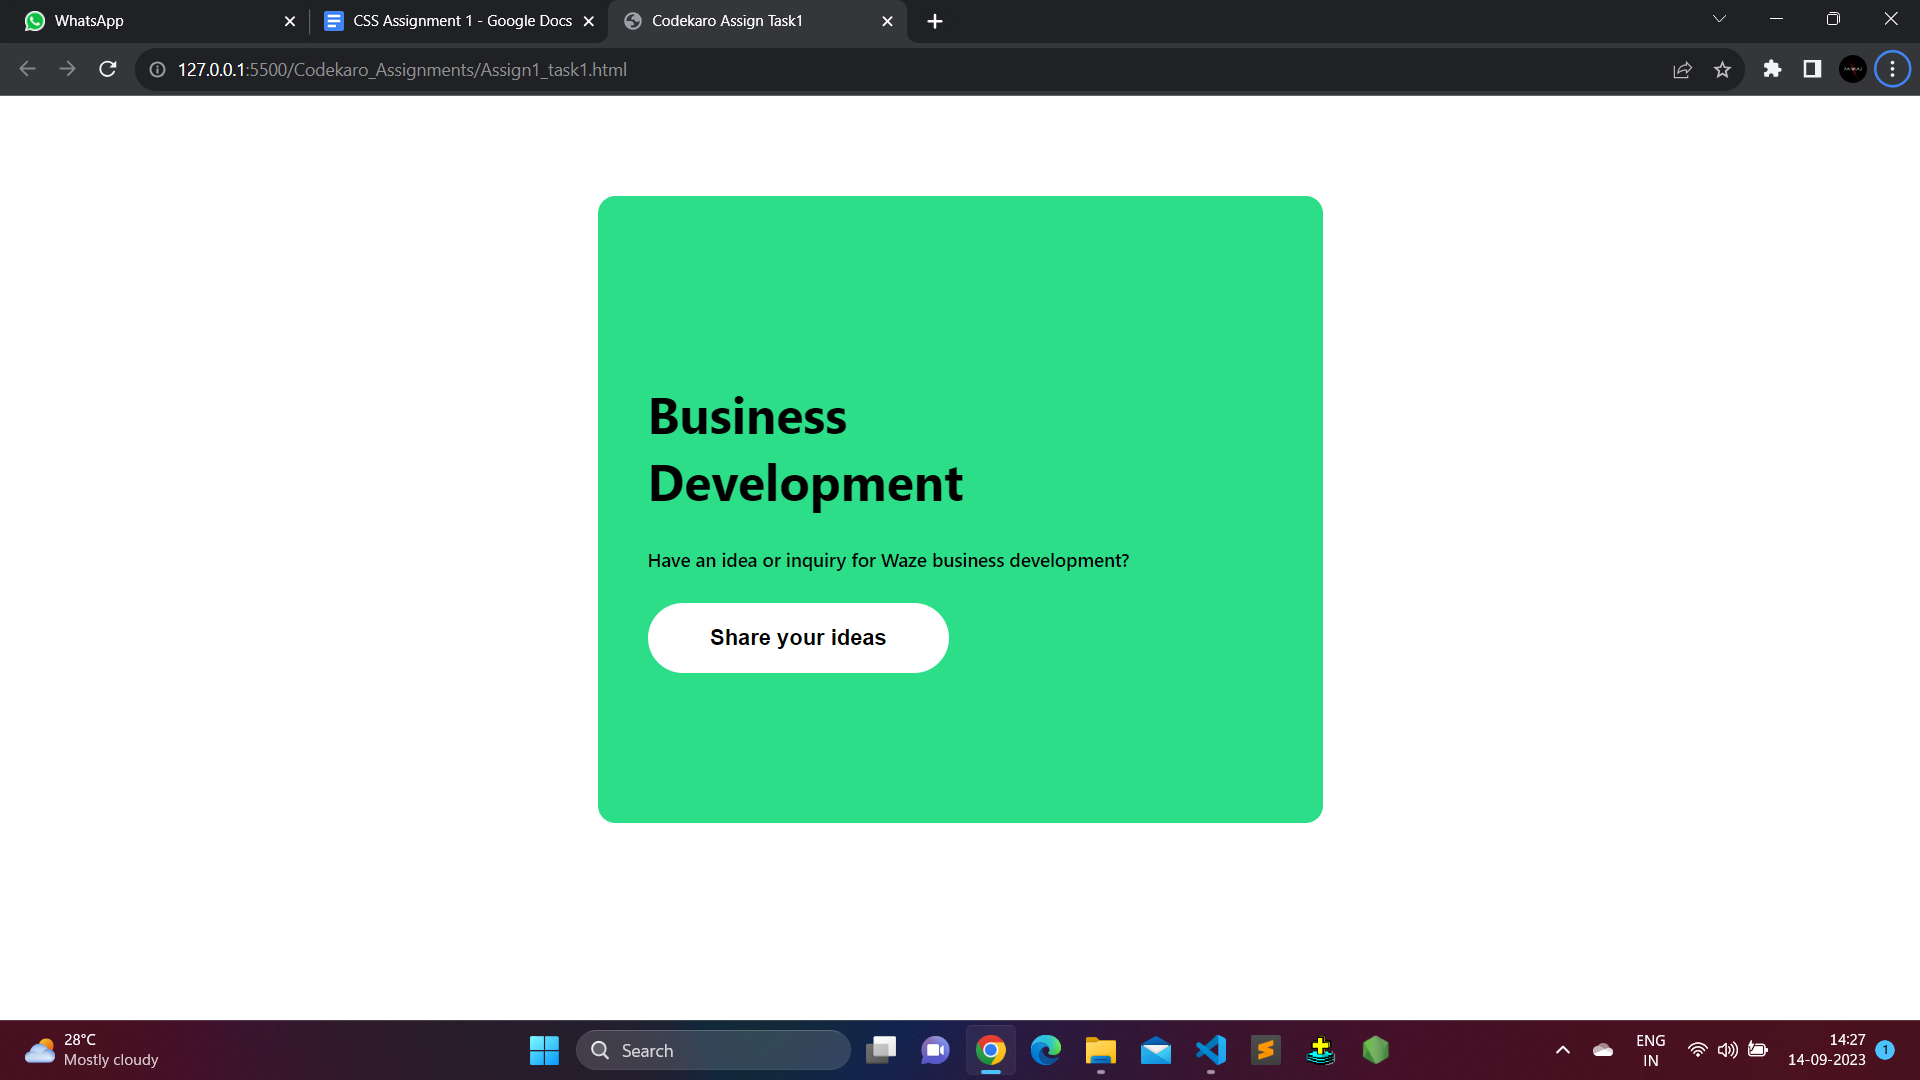 WhatsApp
CSS Assignment 1 - Google Docs
Codekaro Assign Task1
127.0.0.1:5500/Codekaro_Assignments/Assign1_task1.html
Business
Development
Have an idea or inquiry for Waze business development?
Share your ideas
28°C
Mostly cloudy
Search
ENG
IN
14:27
14-09-2023
1